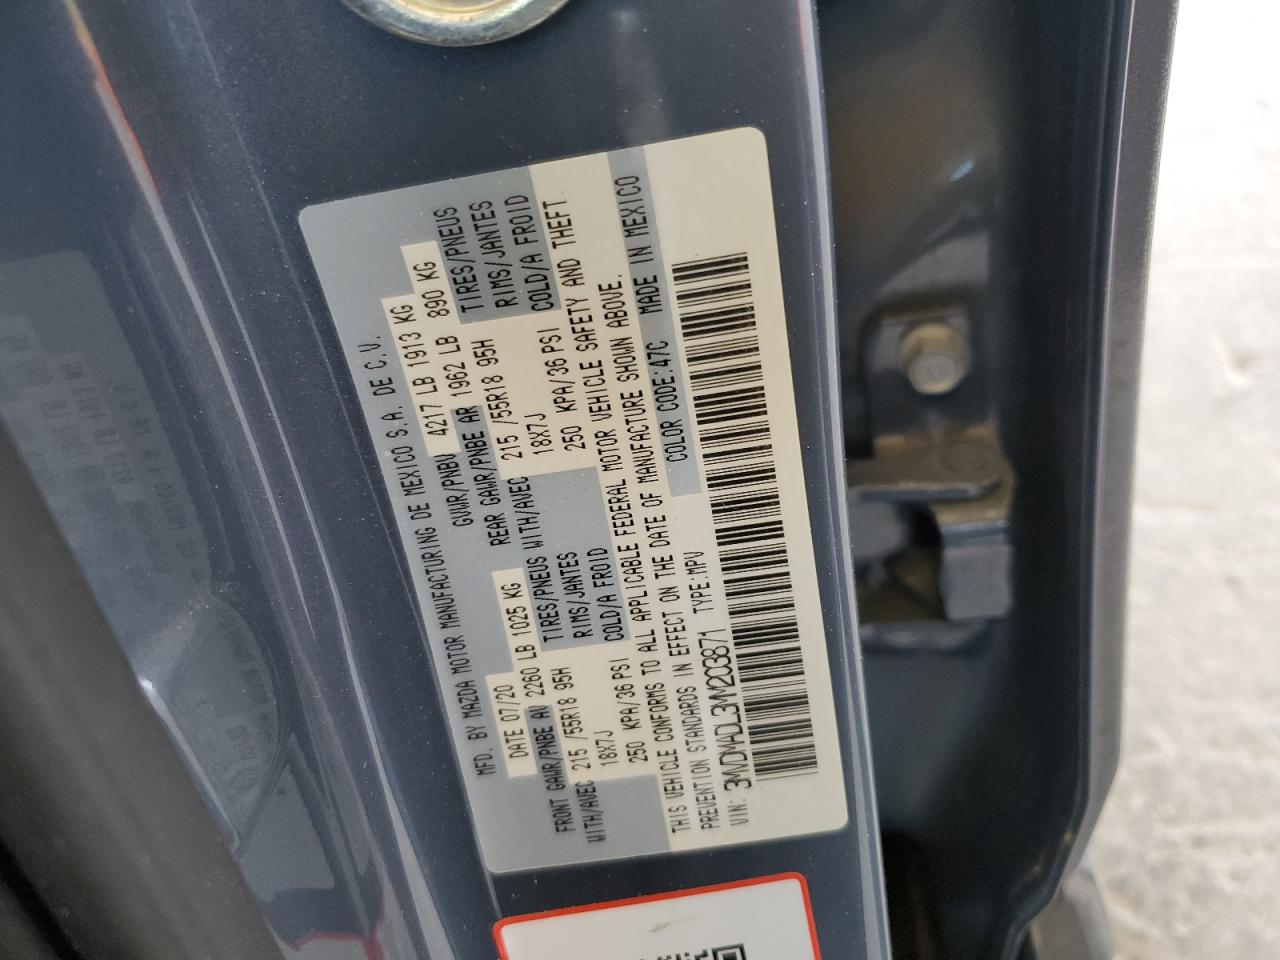 MFD. BY MAZDA MOTOR MANUFACTURING DE MEXICO S.A. DE C.V.
DATE 07/20 GVWR/PNBV 4217 LB 1913 KG
FRONT GAWR/PNBE AV 2260 LB 1025 KG REAR GAWR/PNBE AR 1962 LB 890 KG
WITH/AVEC 215 /55R18 95H TIRES/PNEUS WITH/AVEC 215 /55R18 95H TIRES/PNEUS
18X7J RIMS/JANTES 18X7J RIMS/JANTES
250 KPA/36 PSI COLD/A FROID 250 KPA/36 PSI COLD/A FROID
THIS VEHICLE CONFORMS TO ALL APPLICABLE FEDERAL MOTOR VEHICLE SAFETY AND THEFT
PREVENTION STANDARDS IN EFFECT ON THE DATE OF MANUFACTURE SHOWN ABOVE.
VIN: 3MVDMADL3MM203871 TYPE:MPV COLOR CODE:47C MADE IN MEXICO